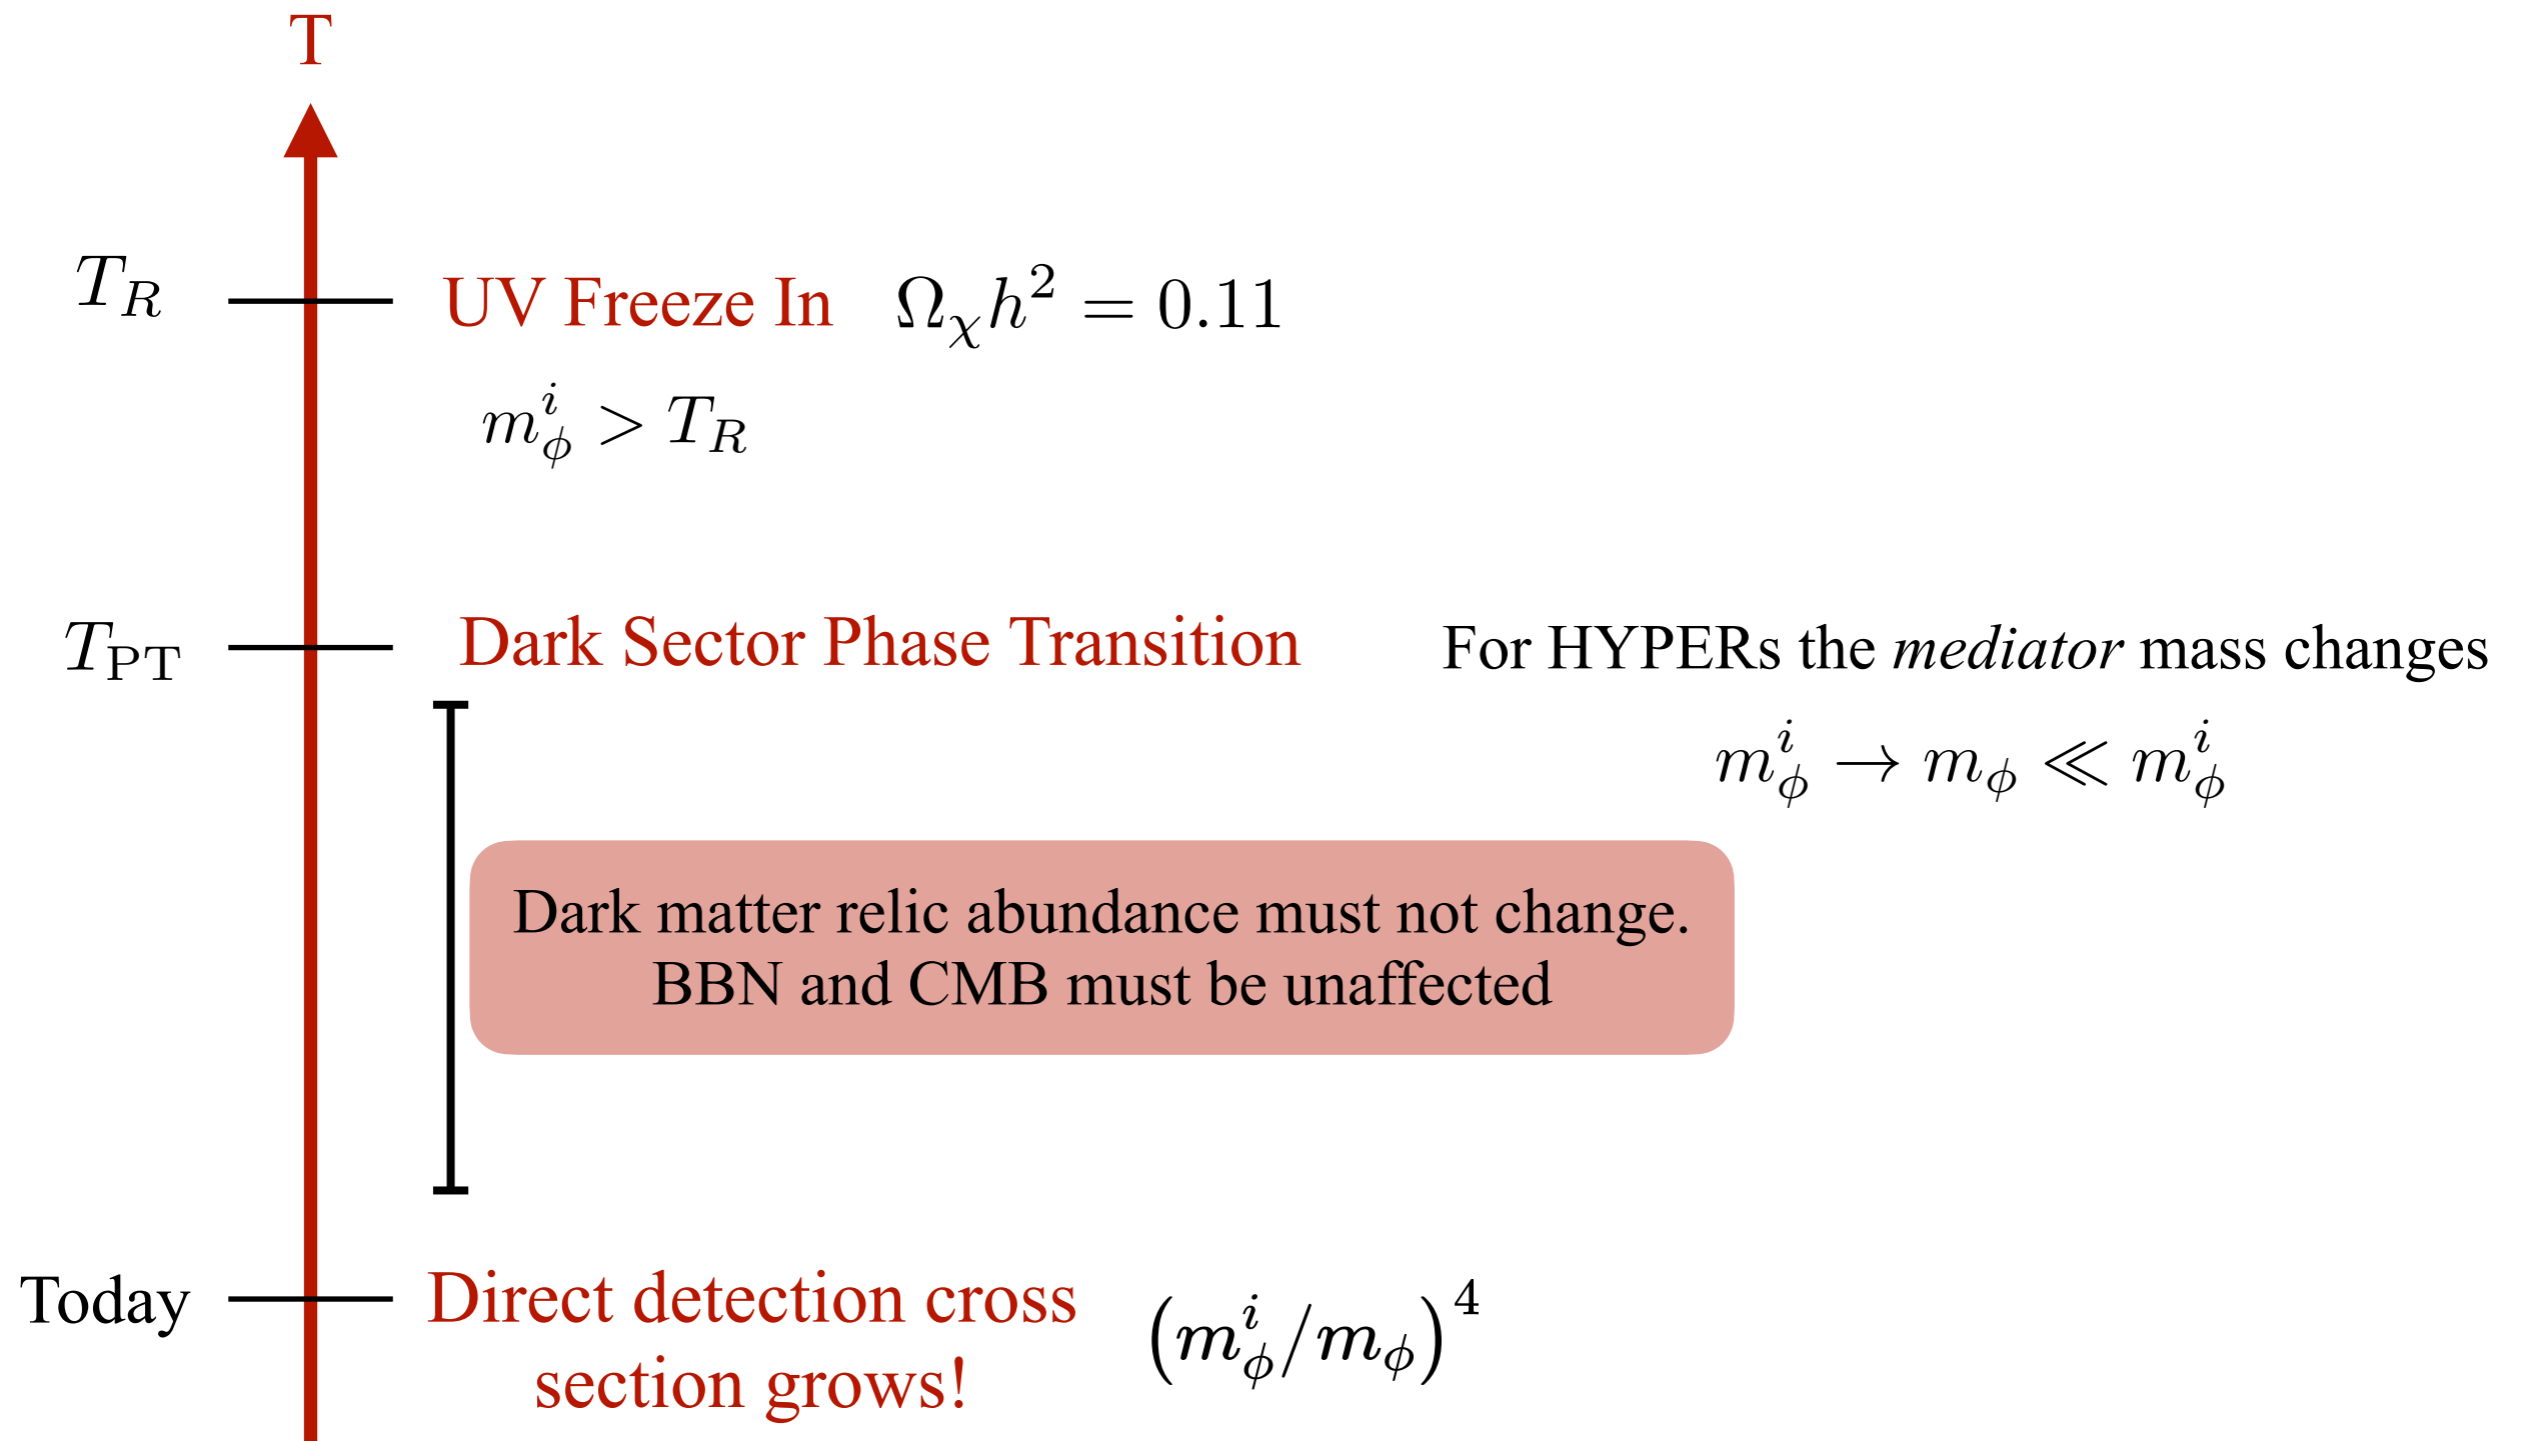 T
T_R
UV Freeze In Ω_χ h² = 0.11
m_ϕ^i > T_R
T_PT
Dark Sector Phase Transition
For HYPERs the mediator mass changes
m_ϕ^i → m_ϕ ≪ m_ϕ^i
Dark matter relic abundance must not change.
BBN and CMB must be unaffected
Today
Direct detection cross
section grows!
(m_ϕ^i/m_ϕ)^4